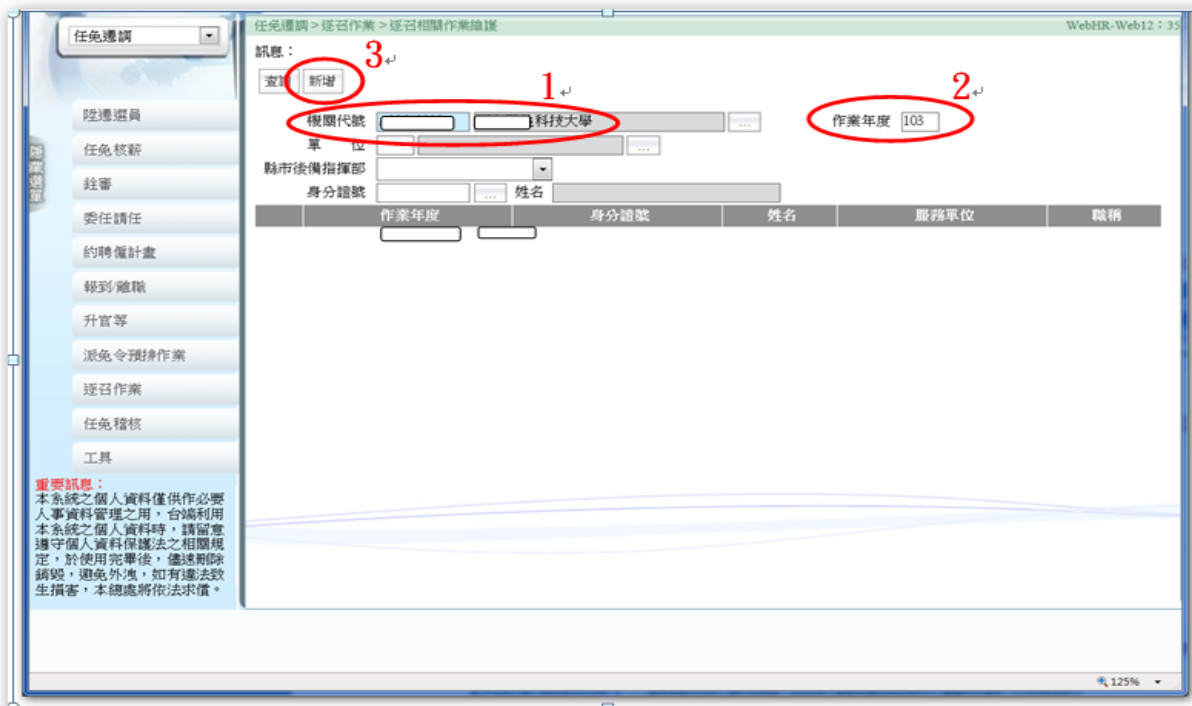 任免遷調
任免遷調>逐召作業>逐召相關作業維護
WebHR-Web12：35
訊息：
3
查詢 新增
1
2
機關代號
科技大學
...
作業年度 103
單 位
...
縣市後備指揮部
身分證號
...
姓名
作業年度 身分證號 姓名 服務單位 職稱
陞遷選員
任免核薪
銓審
委任請任
約聘僱計畫
報到/離職
升官等
派免令預排作業
逐召作業
任免稽核
工具
重要訊息：
本系統之個人資料僅供作必要
人事資料管理之用，台端利用
本系統之個人資料時，請留意
遵守個人資料保護法之相關規
定，於使用完畢後，儘速刪除
銷毀，避免外洩，如有違法致
生損害，本總處將依法求償。
125%